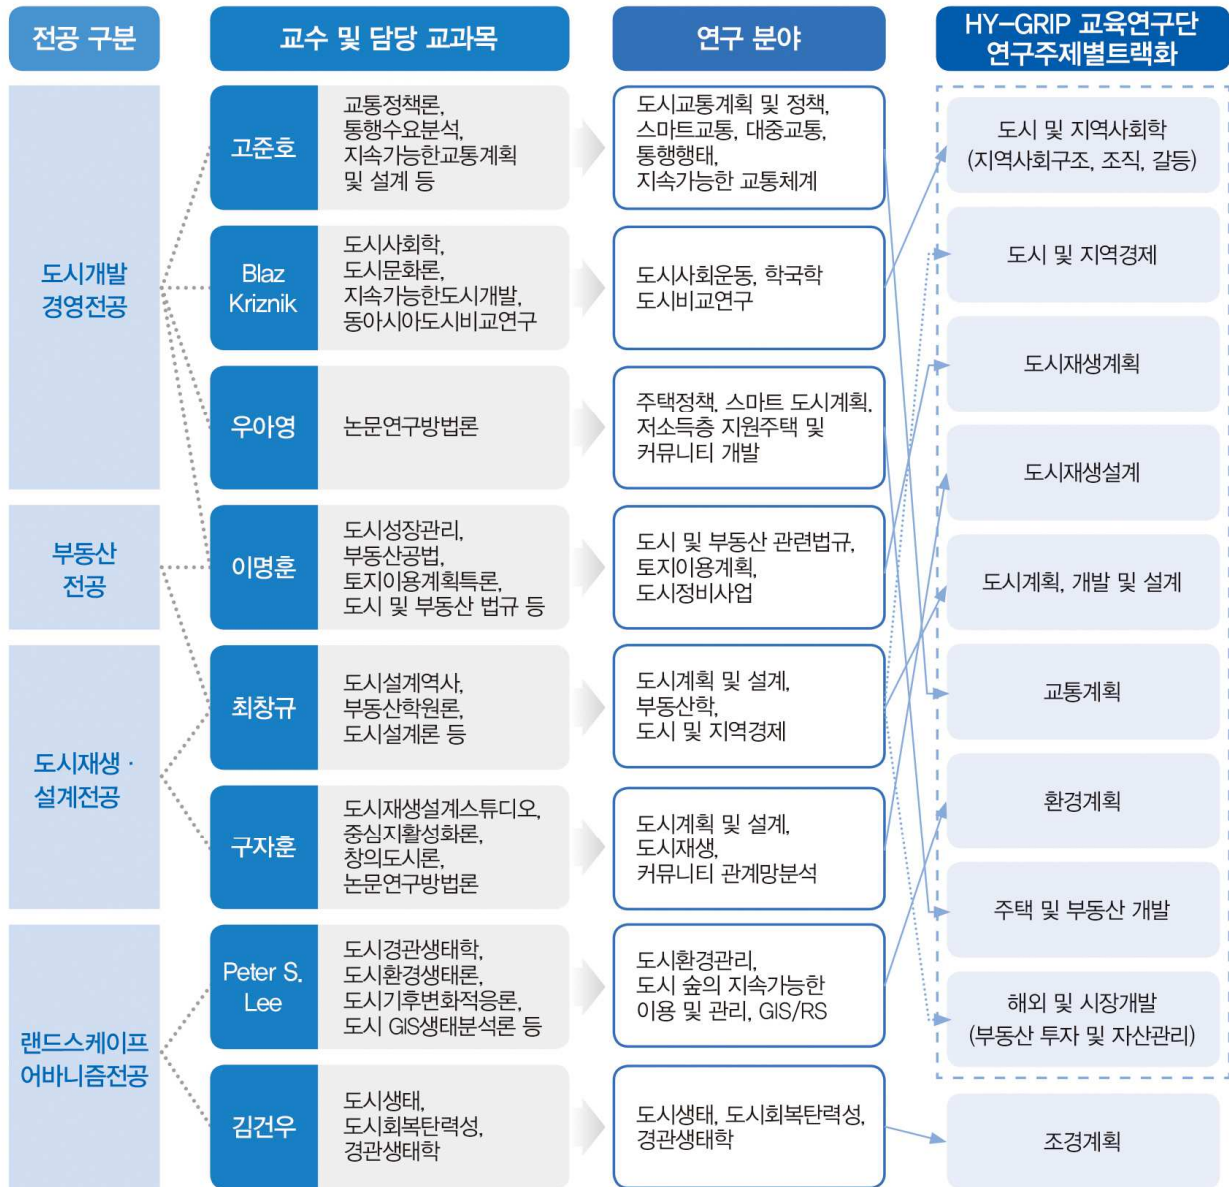 전공 구분
교수 및 담당 교과목
연구 분야
HY-GRIP 교육연구단
연구주제별트랙화
도시개발
경영전공
고준호
교통정책론,
통행수요분석,
지속가능한교통계획
및 설계 등
도시교통계획 및 정책,
스마트교통, 대중교통,
통행행태,
지속가능한 교통체계
Blaz
Kriznik
도시사회학,
도시문화론,
지속가능한도시개발,
동아시아도시비교연구
도시사회운동, 학국학
도시비교연구
우아영
논문연구방법론
주택정책, 스마트 도시계획,
저소득층 지원주택 및
커뮤니티 개발
부동산
전공
이명훈
도시성장관리,
부동산공법,
토지이용계획특론,
도시 및 부동산 법규 등
도시 및 부동산 관련법규,
토지이용계획,
도시정비사업
도시재생 ·
설계전공
최창규
도시설계역사,
부동산학원론,
도시설계론 등
도시계획 및 설계,
부동산학,
도시 및 지역경제
구자훈
도시재생설계스튜디오,
중심지활성화론,
창의도시론,
논문연구방법론
도시계획 및 설계,
도시재생,
커뮤니티 관계망분석
랜드스케이프
어바니즘전공
Peter S.
Lee
도시경관생태학,
도시환경생태론,
도시기후변화적응론,
도시 GIS생태분석론 등
도시환경관리,
도시 숲의 지속가능한
이용 및 관리, GIS/RS
김건우
도시생태,
도시회복탄력성,
경관생태학
도시생태, 도시회복탄력성,
경관생태학
도시 및 지역사회학
(지역사회구조, 조직, 갈등)
도시 및 지역경제
도시재생계획
도시재생설계
도시계획, 개발 및 설계
교통계획
환경계획
주택 및 부동산 개발
해외 및 시장개발
(부동산 투자 및 자산관리)
조경계획